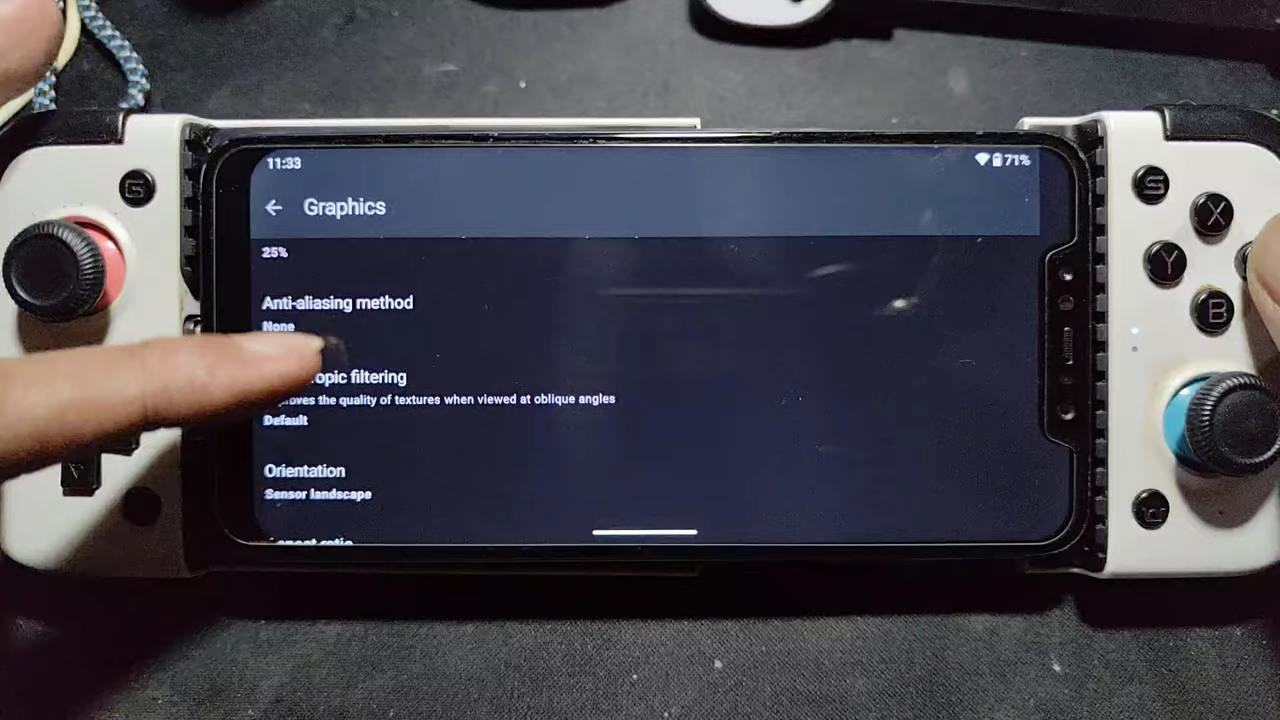 11:33
71%
Graphics
25%
Anti-aliasing method
None
opic filtering
oves the quality of textures when viewed at oblique angles
Default
Orientation
Sensor landscape
S
X
Y
B